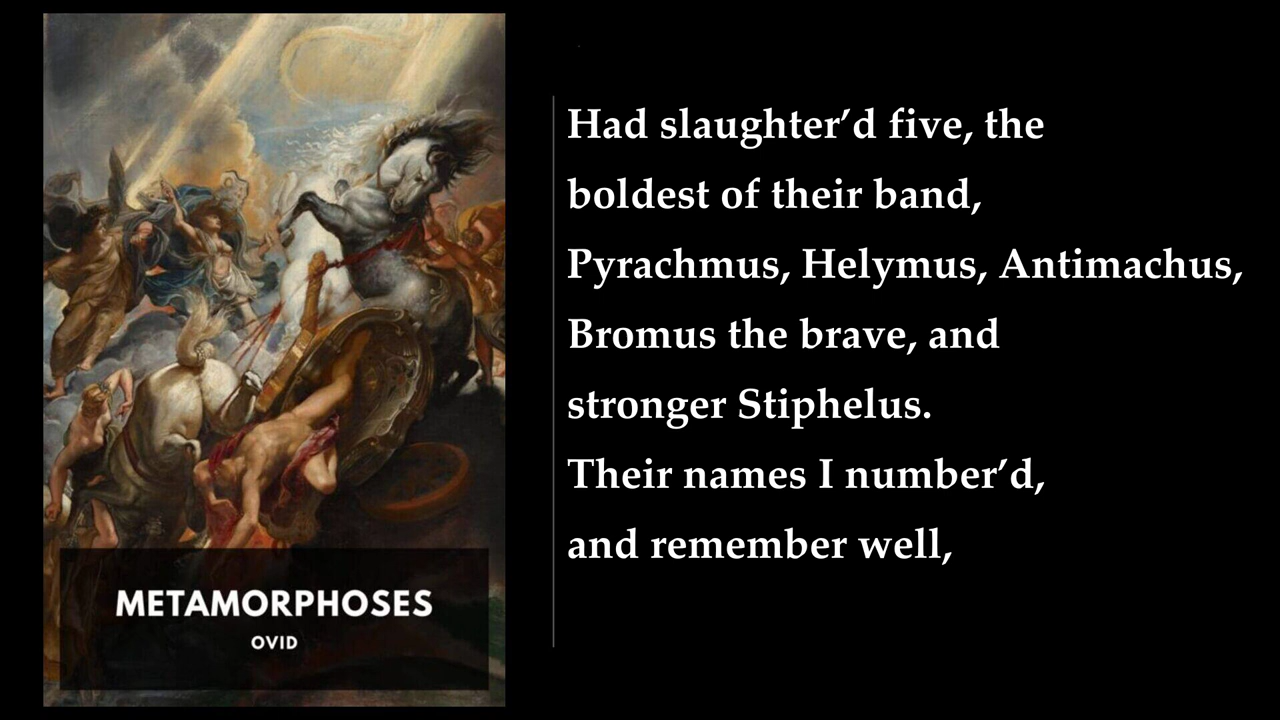 METAMORPHOSES
OVID
Had slaughter’d five, the
boldest of their band,
Pyrachmus, Helymus, Antimachus,
Bromus the brave, and
stronger Stiphelus.
Their names I number’d,
and remember well,